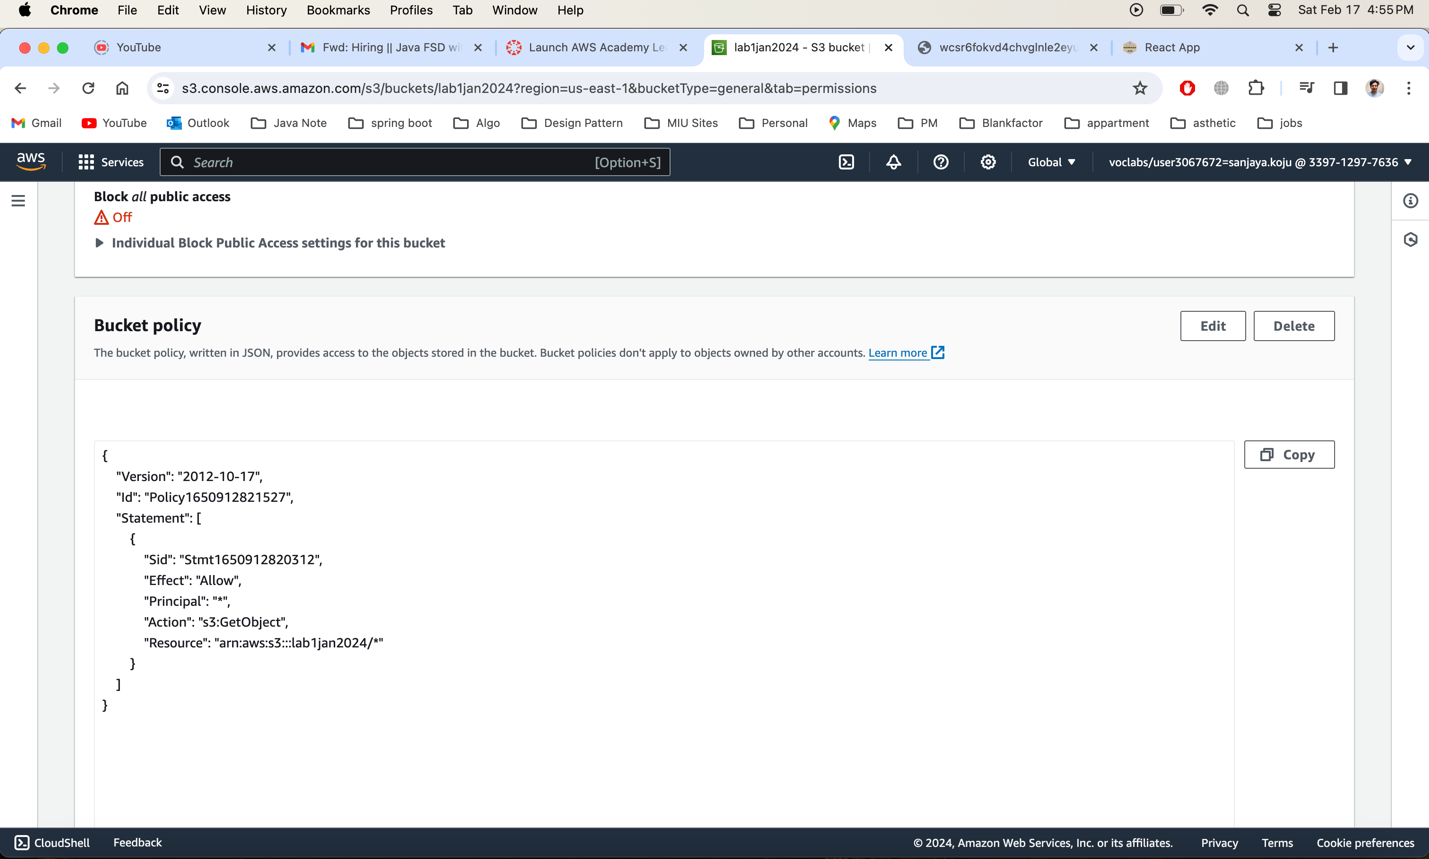 Chrome File Edit View History Bookmarks Profiles Tab Window Help Sat Feb 17 4:55 PM
YouTube Fwd: Hiring || Java FSD wi Launch AWS Academy Le lab1jan2024 - S3 bucket wcsr6fokvd4chvglnle2eyu React App
s3.console.aws.amazon.com/s3/buckets/lab1jan2024?region=us-east-1&bucketType=general&tab=permissions
Gmail YouTube Outlook Java Note spring boot Algo Design Pattern MIU Sites Personal Maps PM Blankfactor appartment asthetic jobs
aws Services Search [Option+S] Global voclabs/user3067672=sanjaya.koju @ 3397-1297-7636
Block all public access
Off
Individual Block Public Access settings for this bucket
Bucket policy Edit Delete
The bucket policy, written in JSON, provides access to the objects stored in the bucket. Bucket policies don't apply to objects owned by other accounts. Learn more
Copy
{
"Version": "2012-10-17",
"Id": "Policy1650912821527",
"Statement": [
{
"Sid": "Stmt1650912820312",
"Effect": "Allow",
"Principal": "*",
"Action": "s3:GetObject",
"Resource": "arn:aws:s3:::lab1jan2024/*"
}
]
}
CloudShell Feedback © 2024, Amazon Web Services, Inc. or its affiliates. Privacy Terms Cookie preferences